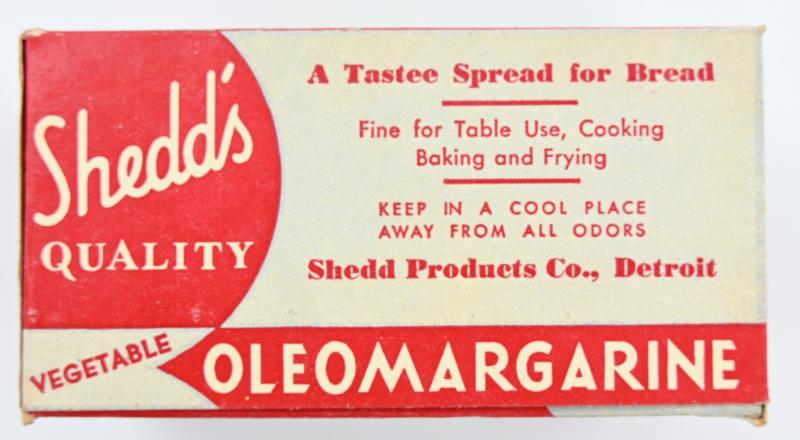 Shedd's
QUALITY
A Tastee Spread for Bread
Fine for Table Use, Cooking
Baking and Frying
KEEP IN A COOL PLACE
AWAY FROM ALL ODORS
Shedd Products Co., Detroit
VEGETABLE
OLEOMARGARINE